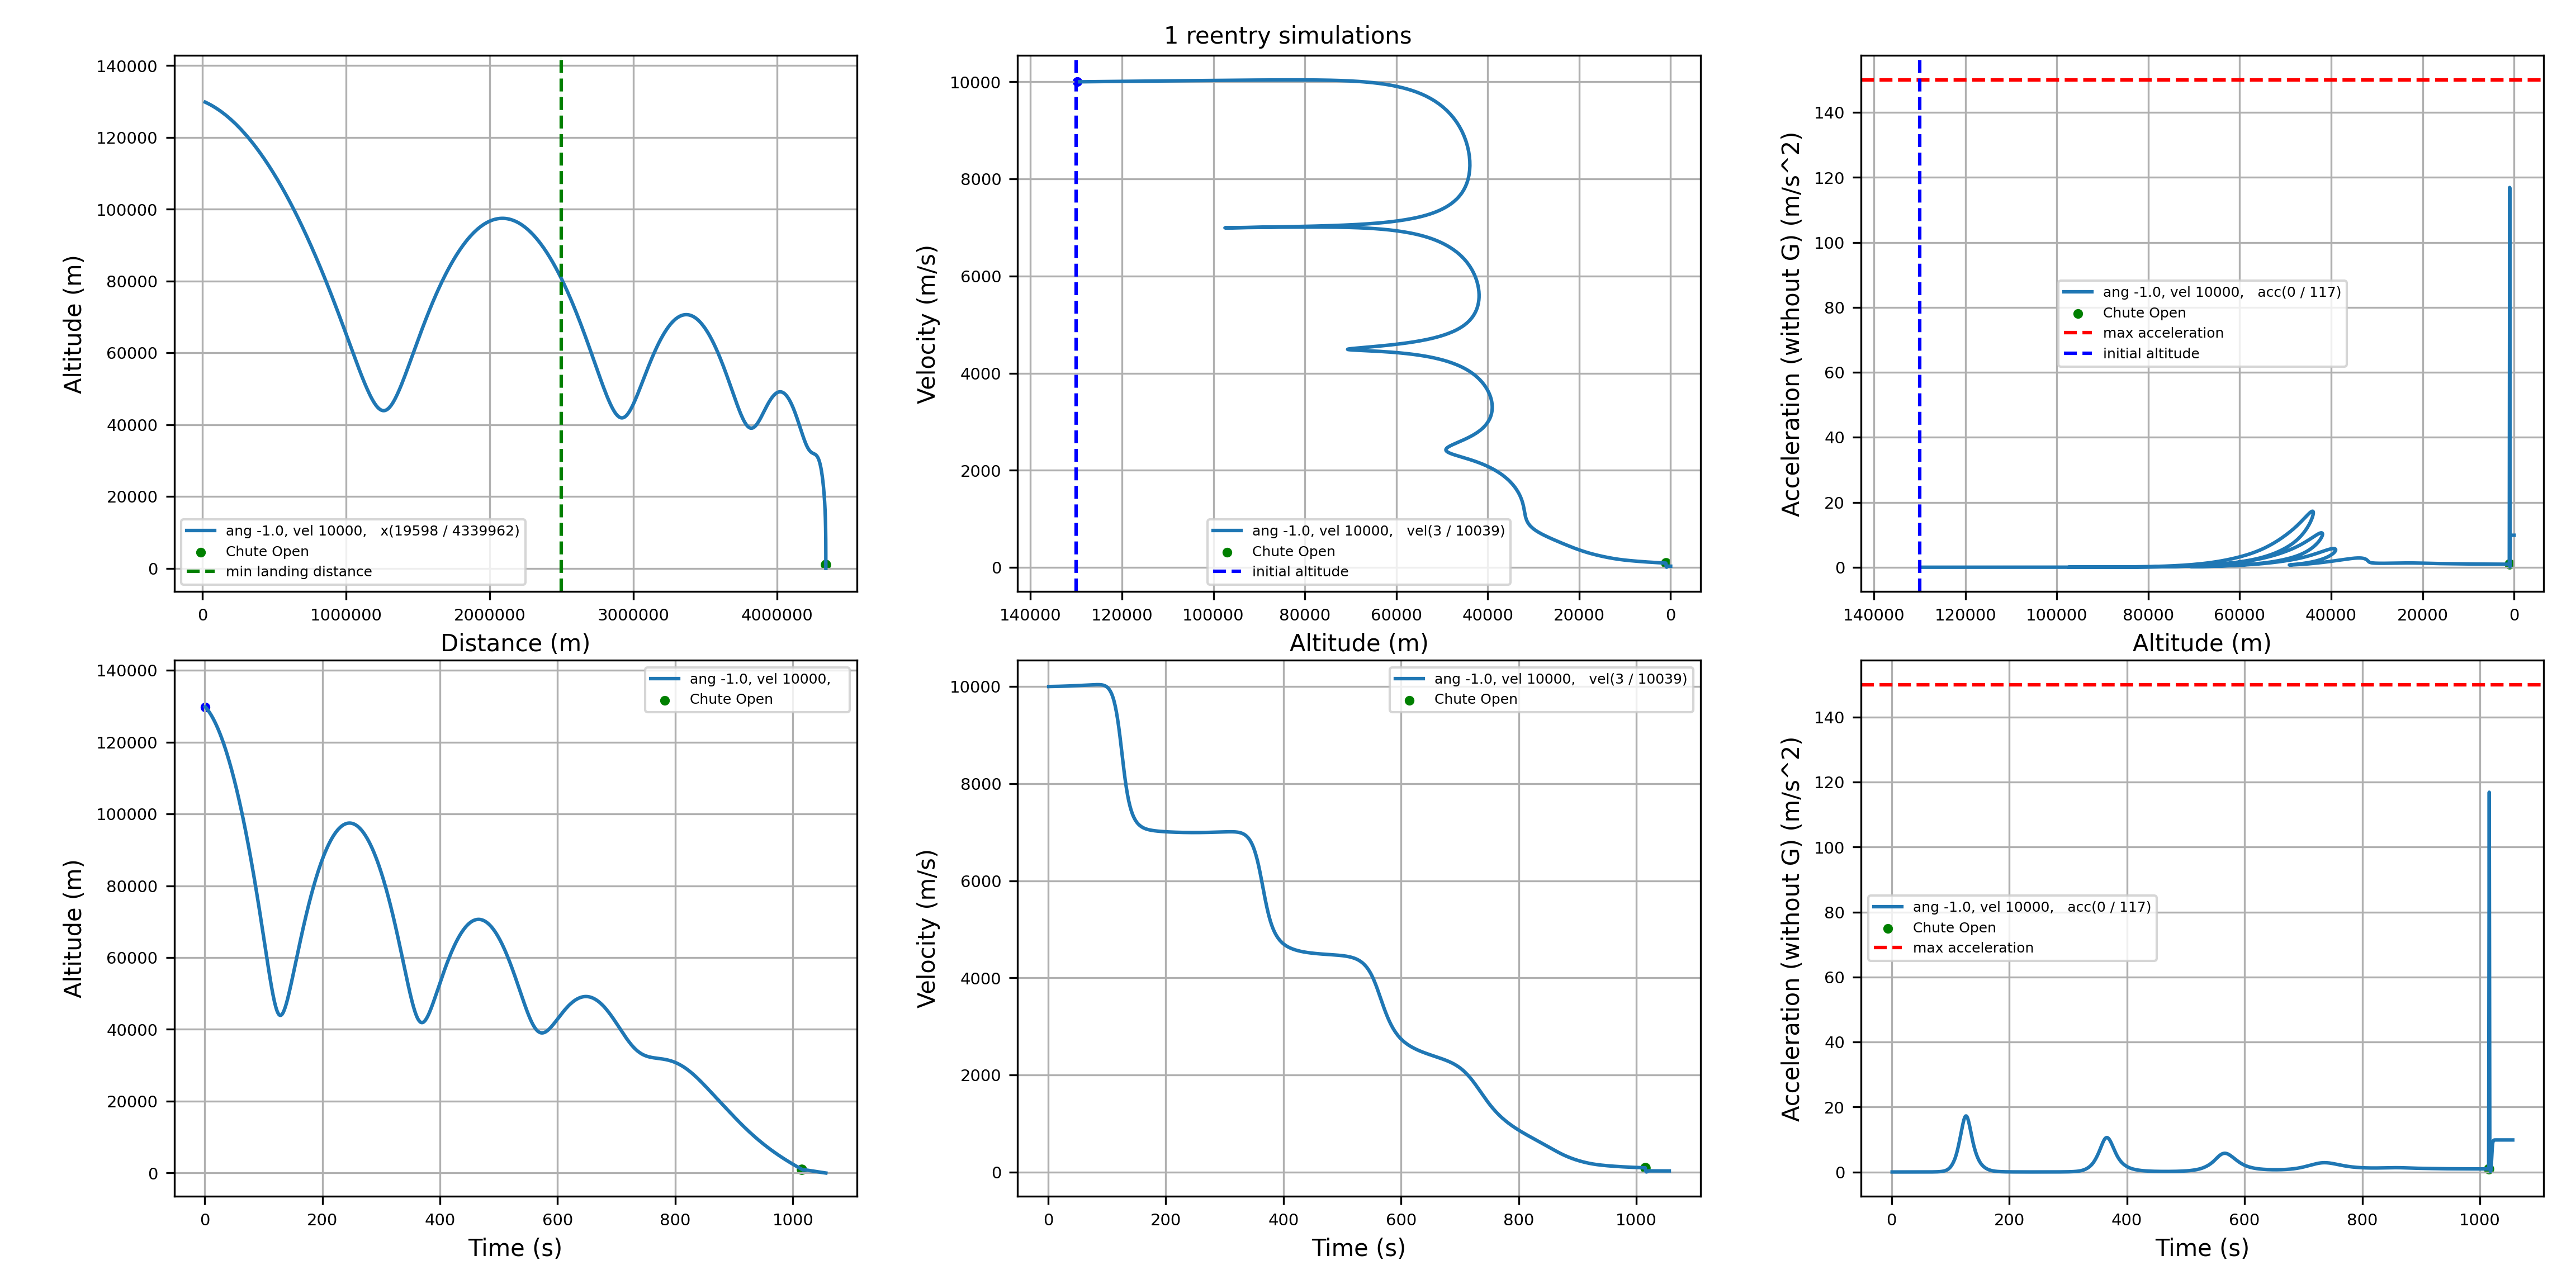 1 reentry simulations
Altitude (m)
140000
120000
100000
80000
60000
40000
20000
0
ang -1.0, vel 10000,   x(19598 / 4339962)
Chute Open
min landing distance
0 1000000 2000000 3000000 4000000
Distance (m)
Velocity (m/s)
10000
8000
6000
4000
2000
0
ang -1.0, vel 10000,   vel(3 / 10039)
Chute Open
initial altitude
140000 120000 100000 80000 60000 40000 20000 0
Altitude (m)
Acceleration (without G) (m/s^2)
140
120
100
80
60
40
20
0
ang -1.0, vel 10000,   acc(0 / 117)
Chute Open
max acceleration
initial altitude
140000 120000 100000 80000 60000 40000 20000 0
Altitude (m)
Altitude (m)
140000
120000
100000
80000
60000
40000
20000
0
ang -1.0, vel 10000,
Chute Open
0 200 400 600 800 1000
Time (s)
Velocity (m/s)
10000
8000
6000
4000
2000
0
ang -1.0, vel 10000,   vel(3 / 10039)
Chute Open
0 200 400 600 800 1000
Time (s)
Acceleration (without G) (m/s^2)
140
120
100
80
60
40
20
0
ang -1.0, vel 10000,   acc(0 / 117)
Chute Open
max acceleration
0 200 400 600 800 1000
Time (s)